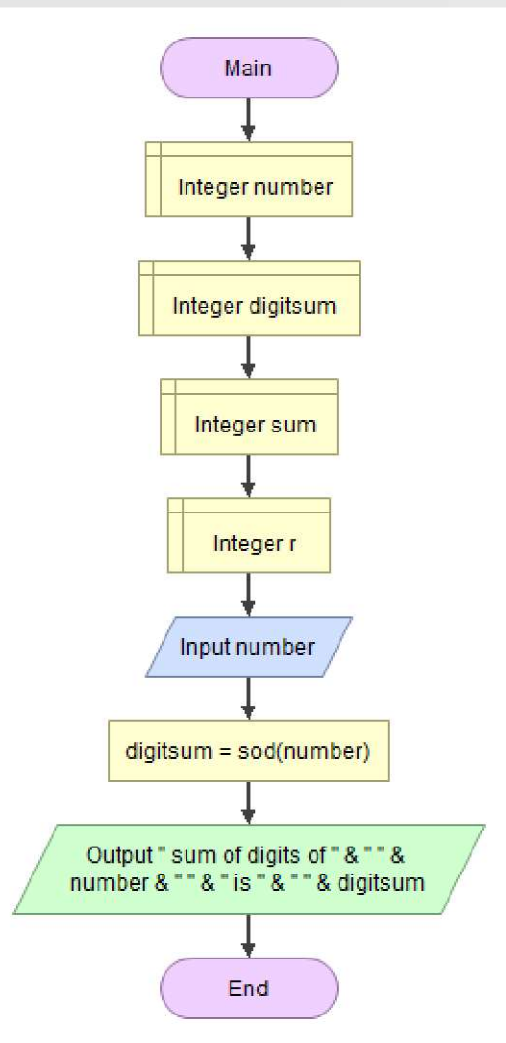 Main
Integer number
Integer digitsum
Integer sum
Integer r
Input number
digitsum = sod(number)
Output " sum of digits of " & " " &
number & " " & " is " & " " & digitsum
End